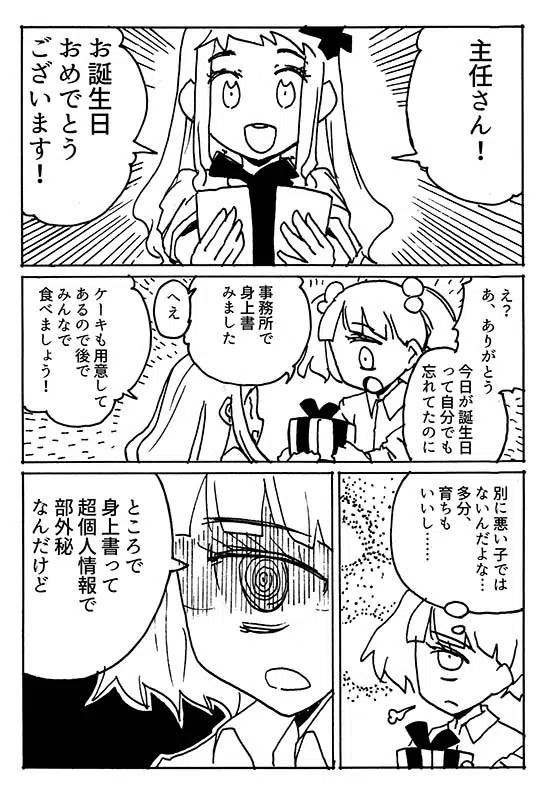 主任さん！
お誕生日
おめでとう
ございます！
え？
あ、ありがとう
今日が誕生日
って自分でも
忘れてたのに
事務所で
身上書
みました
へえ
ケーキも用意して
あるので後で
みんなで
食べましょう！
別に悪い子では
ないんだよな…
多分、
育ちも
いいし……
ところで
身上書って
超個人情報で
部外秘
なんだけど